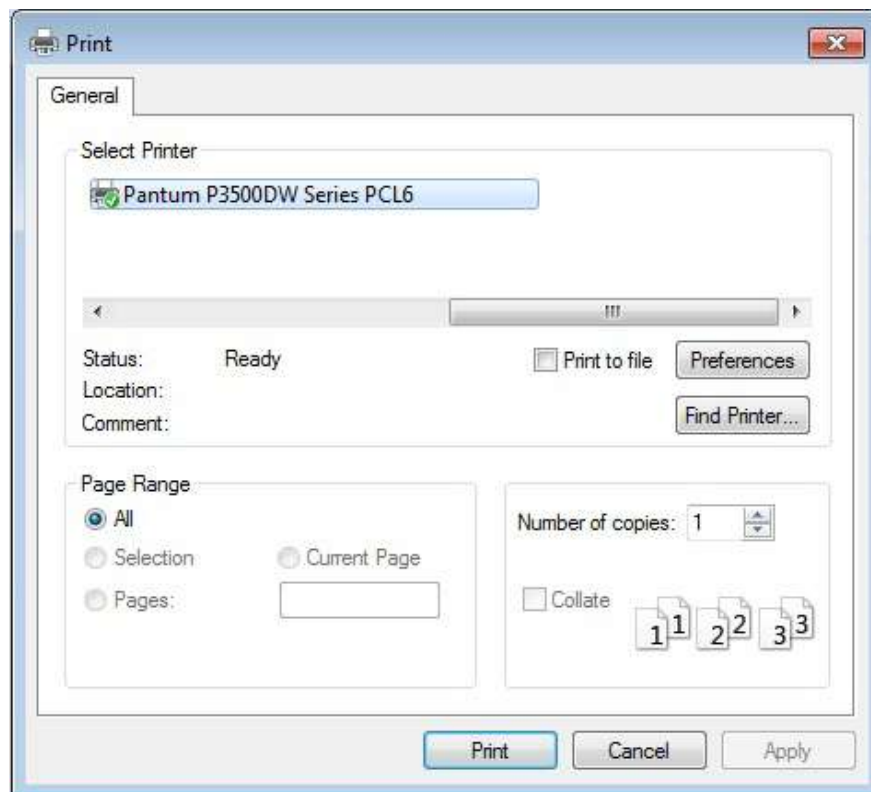 Print
General
Select Printer
Pantum P3500DW Series PCL6
Status: Ready
Print to file
Preferences
Location:
Comment:
Find Printer...
Page Range
All
Selection
Current Page
Pages:
Number of copies: 1
Collate
1 1 2 2 3 3
Print Cancel Apply